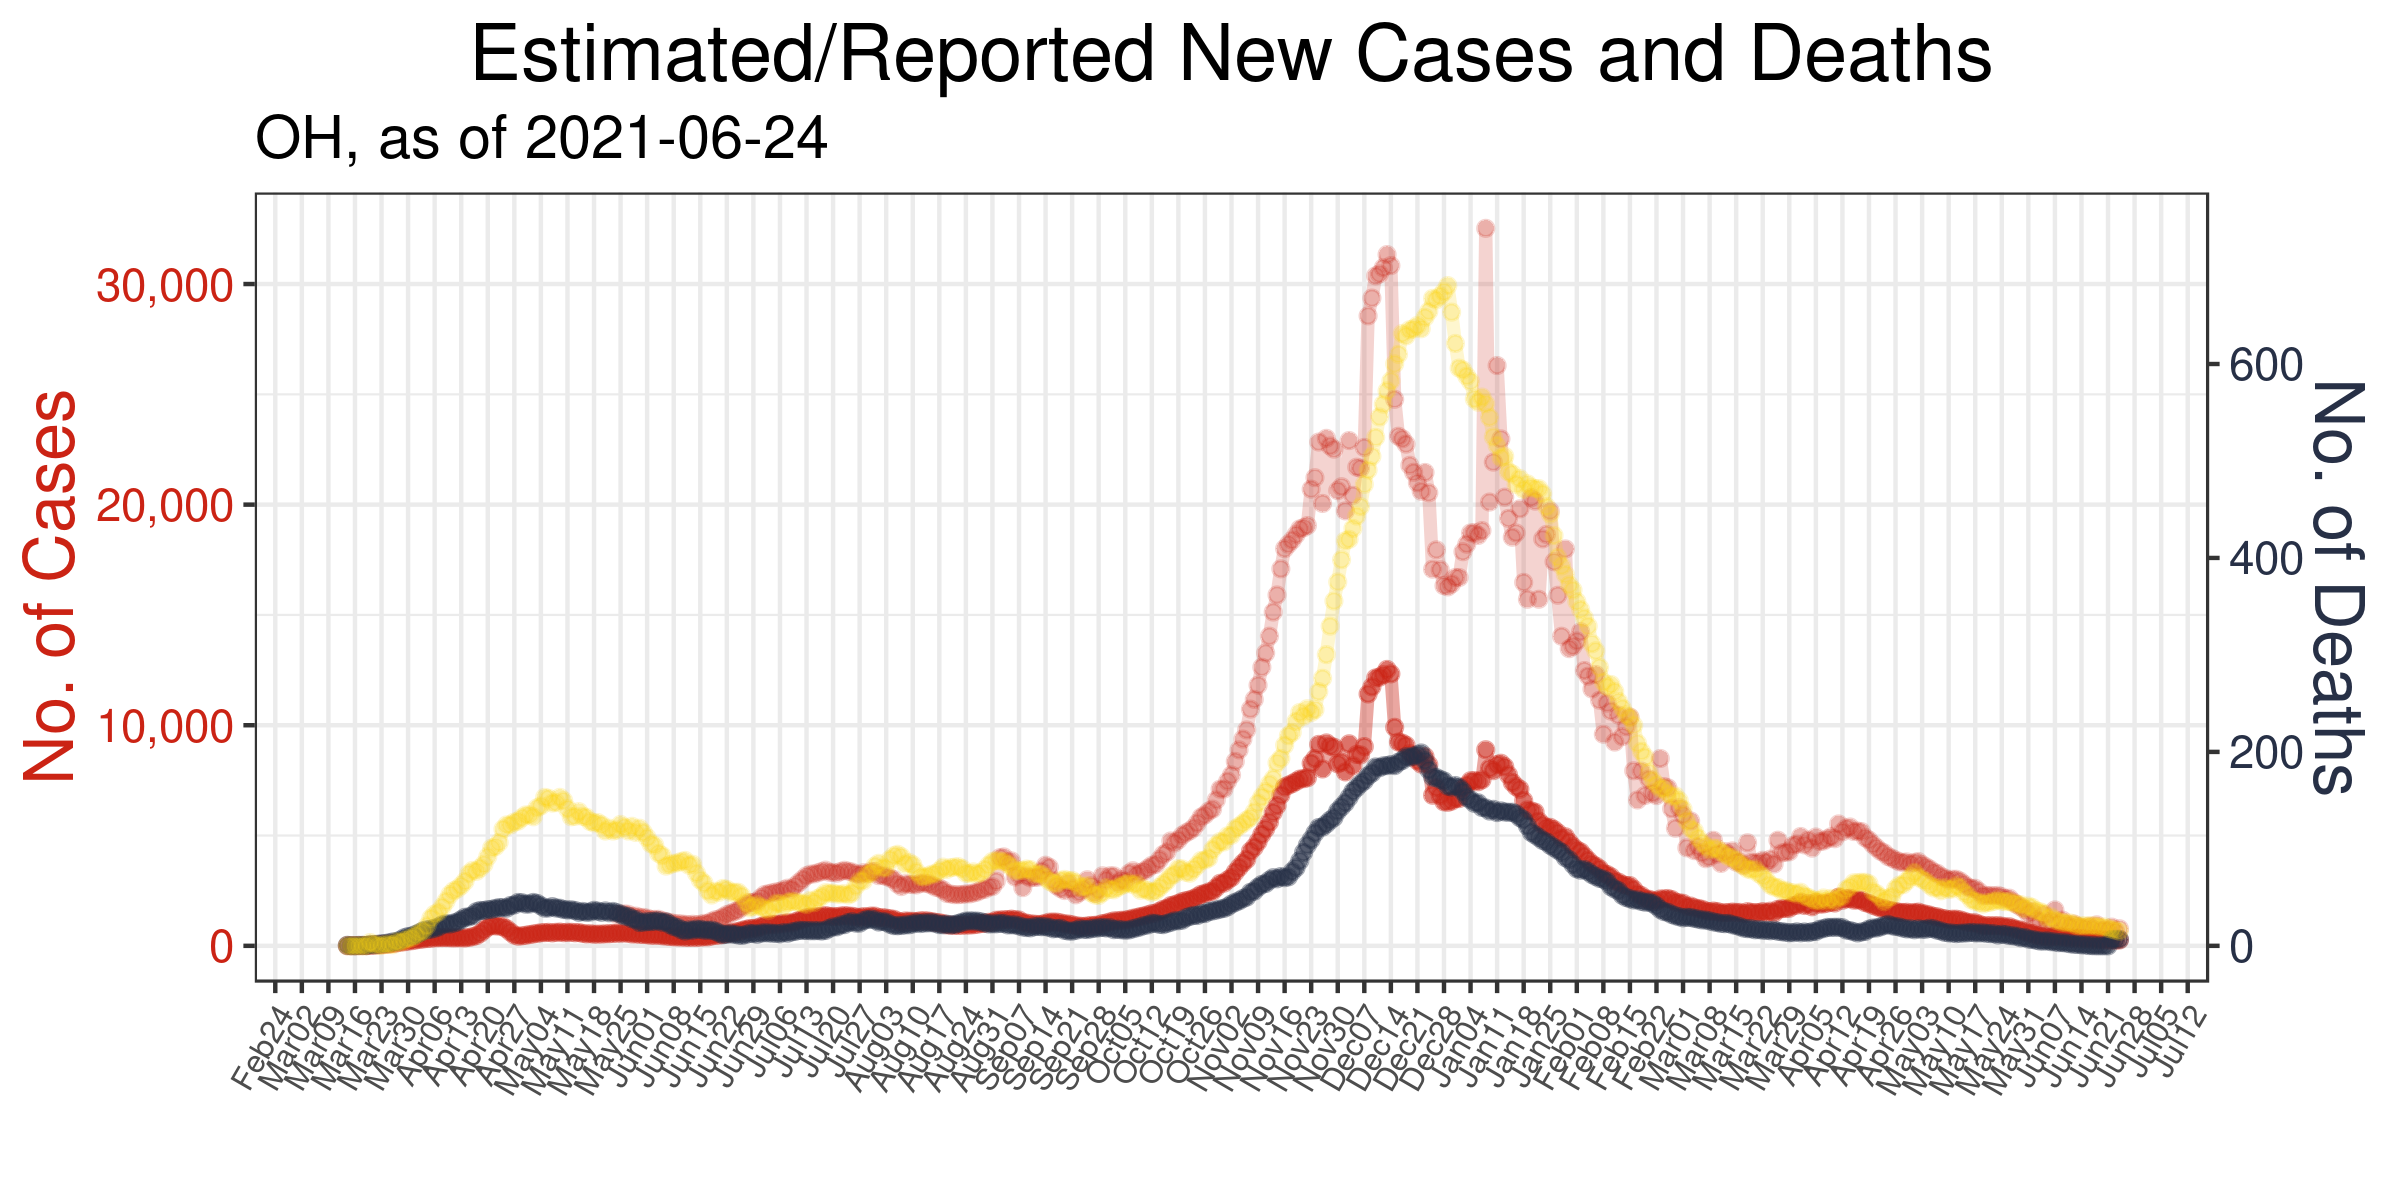 Estimated/Reported New Cases and Deaths
OH, as of 2021-06-24
No. of Cases
30,000
20,000
10,000
0
No. of Deaths
600
400
200
0
Feb24
Mar02
Mar09
Mar16
Mar23
Mar30
Apr06
Apr13
Apr20
Apr27
May04
May11
May18
May25
Jun01
Jun08
Jun15
Jun22
Jun29
Jul06
Jul13
Jul20
Jul27
Aug03
Aug10
Aug17
Aug24
Aug31
Sep07
Sep14
Sep21
Sep28
Oct05
Oct12
Oct19
Oct26
Nov02
Nov09
Nov16
Nov23
Nov30
Dec07
Dec14
Dec21
Dec28
Jan04
Jan11
Jan18
Jan25
Feb01
Feb08
Feb15
Feb22
Mar01
Mar08
Mar15
Mar22
Mar29
Apr05
Apr12
Apr19
Apr26
May03
May10
May17
May24
May31
Jun07
Jun14
Jun21
Jun28
Jul05
Jul12